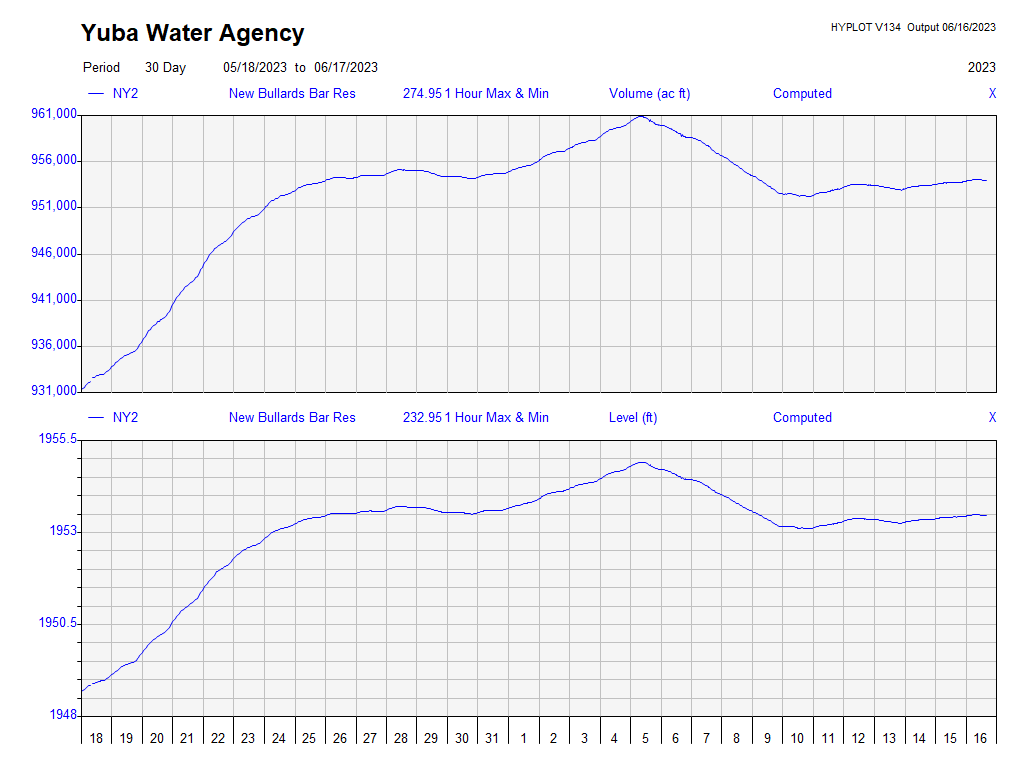 Yuba Water Agency
HYPLOT V134 Output 06/16/2023
Period 30 Day 05/18/2023 to 06/17/2023 2023
NY2 New Bullards Bar Res 274.95 1 Hour Max & Min Volume (ac ft) Computed X
961,000
956,000
951,000
946,000
941,000
936,000
931,000
NY2 New Bullards Bar Res 232.95 1 Hour Max & Min Level (ft) Computed X
1955.5
1953
1950.5
1948
18 19 20 21 22 23 24 25 26 27 28 29 30 31 1 2 3 4 5 6 7 8 9 10 11 12 13 14 15 16